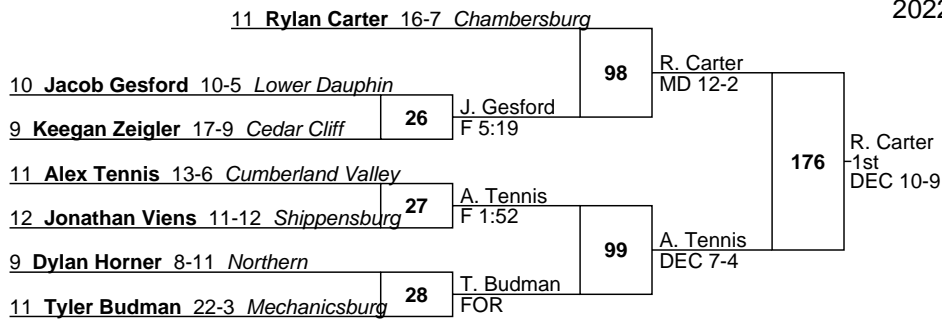 2022
11 Rylan Carter 16-7 Chambersburg
98
R. Carter
MD 12-2
10 Jacob Gesford 10-5 Lower Dauphin
26
J. Gesford
F 5:19
9 Keegan Zeigler 17-9 Cedar Cliff
176
R. Carter
1st
DEC 10-9
11 Alex Tennis 13-6 Cumberland Valley
27
A. Tennis
F 1:52
12 Jonathan Viens 11-12 Shippensburg
99
A. Tennis
DEC 7-4
9 Dylan Horner 8-11 Northern
28
T. Budman
FOR
11 Tyler Budman 22-3 Mechanicsburg